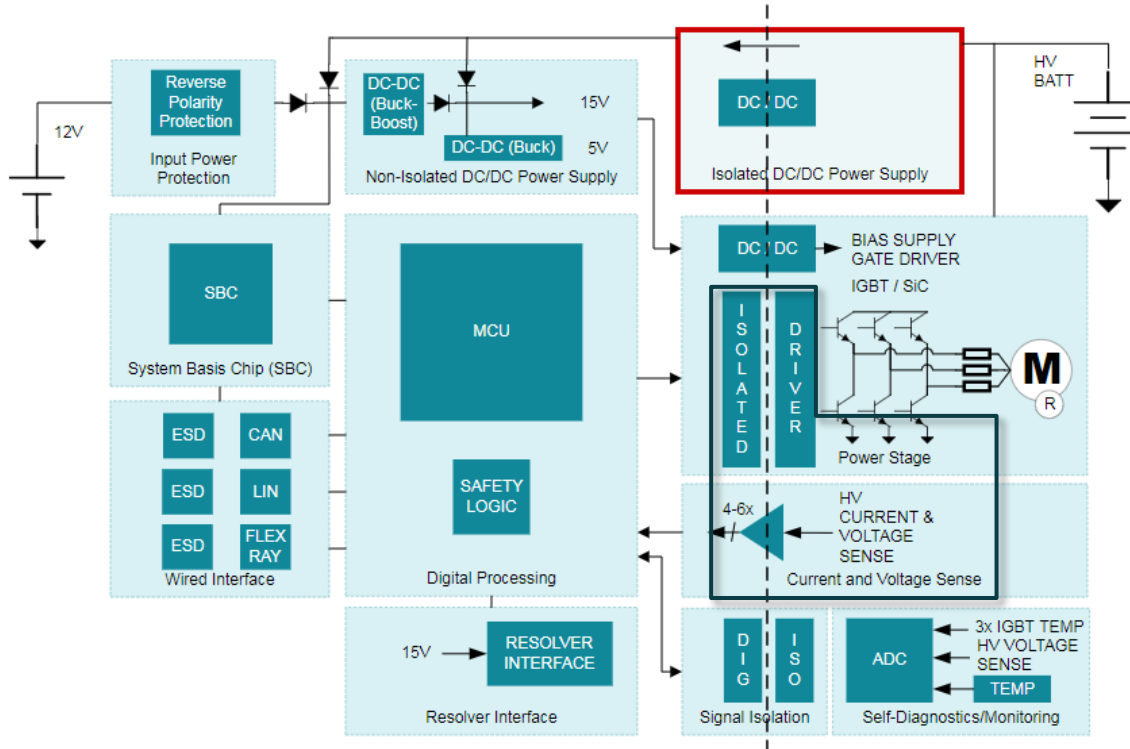 Reverse
Polarity
Protection
12V
Input Power
Protection
DC-DC
(Buck-
Boost)
15V
DC-DC (Buck)
5V
Non-Isolated DC/DC Power Supply
DC / DC
Isolated DC/DC Power Supply
HV
BATT
SBC
System Basis Chip (SBC)
MCU
SAFETY
LOGIC
Digital Processing
DC / DC
BIAS SUPPLY
GATE DRIVER
IGBT / SiC
ISOLATED
DRIVER
M
R
Power Stage
ESD
CAN
ESD
LIN
ESD
FLEX
RAY
Wired Interface
4-6x
HV
CURRENT &
VOLTAGE
SENSE
Current and Voltage Sense
15V
RESOLVER
INTERFACE
Resolver Interface
DIG
ISO
Signal Isolation
ADC
3x IGBT TEMP
HV VOLTAGE
SENSE
TEMP
Self-Diagnostics/Monitoring